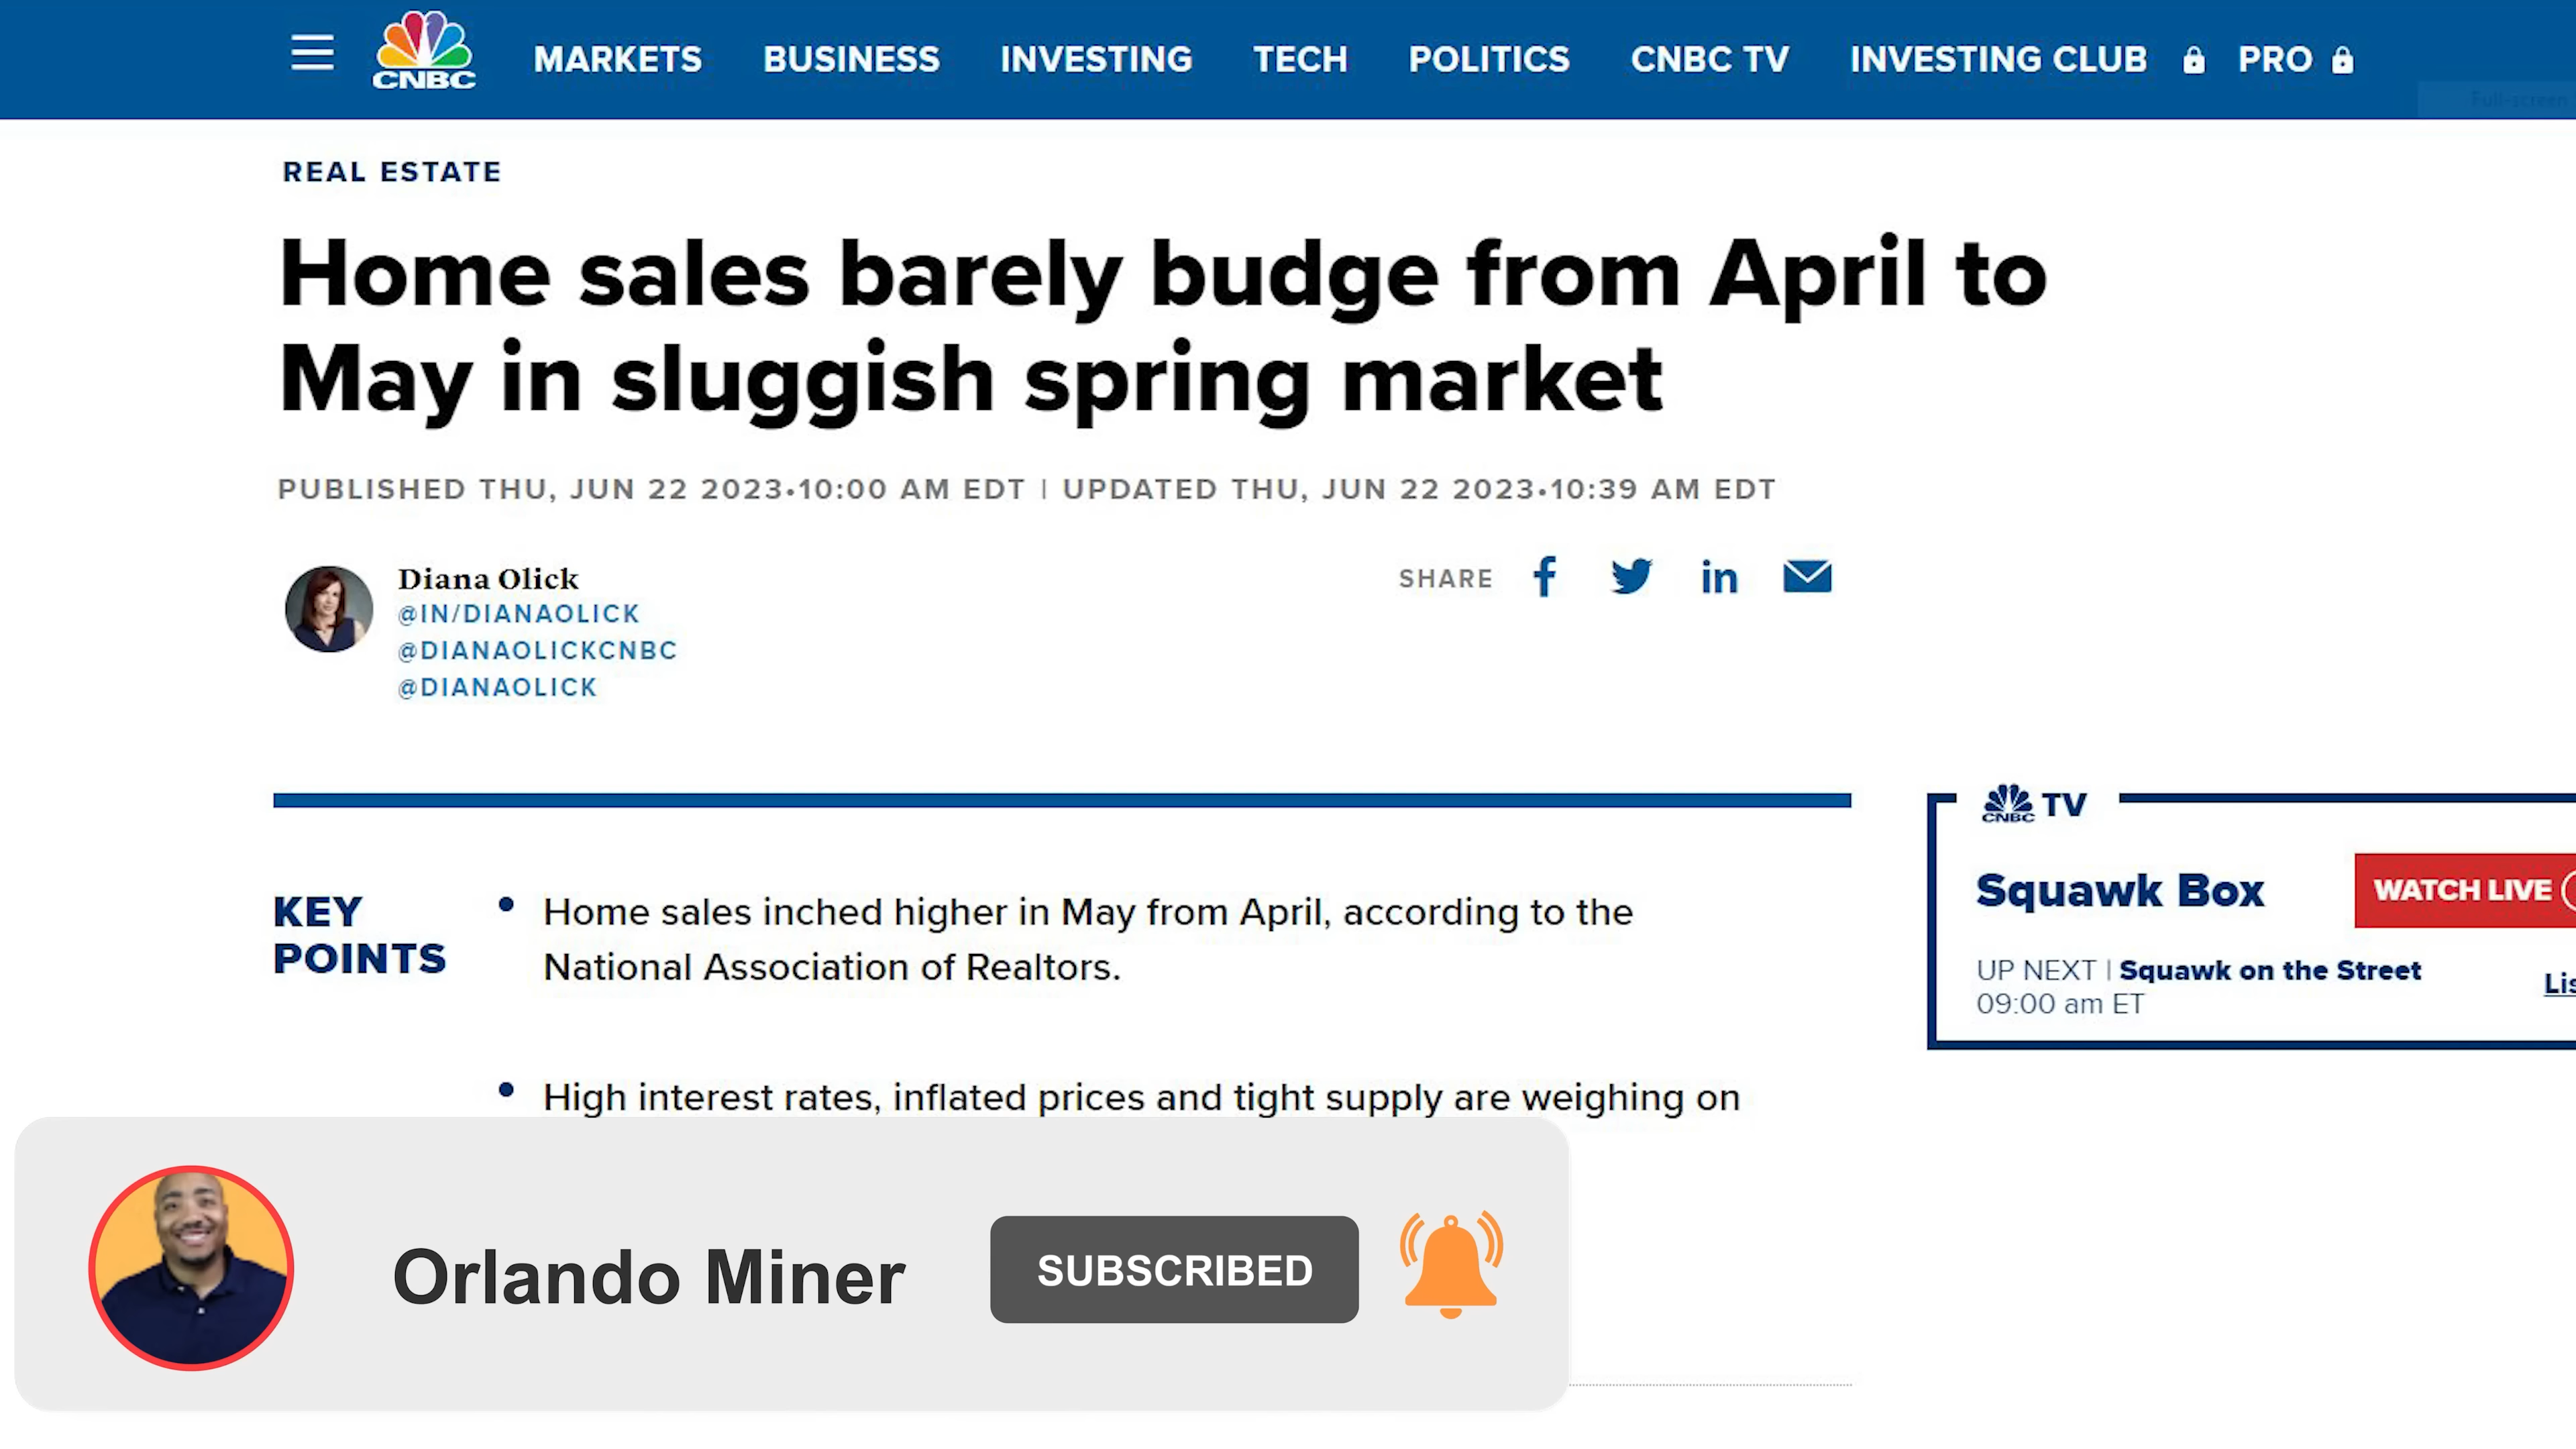 CNBC
MARKETS BUSINESS INVESTING TECH POLITICS CNBC TV INVESTING CLUB PRO
Full-screen
REAL ESTATE
Home sales barely budge from April to
May in sluggish spring market
PUBLISHED THU, JUN 22 2023•10:00 AM EDT | UPDATED THU, JUN 22 2023•10:39 AM EDT
Diana Olick
@IN/DIANAOLICK
@DIANAOLICKCNBC
@DIANAOLICK
SHARE
KEY
POINTS
• Home sales inched higher in May from April, according to the
National Association of Realtors.
• High interest rates, inflated prices and tight supply are weighing on
CNBC TV
Squawk Box
WATCH LIVE
UP NEXT | Squawk on the Street
09:00 am ET
Orlando Miner
SUBSCRIBED